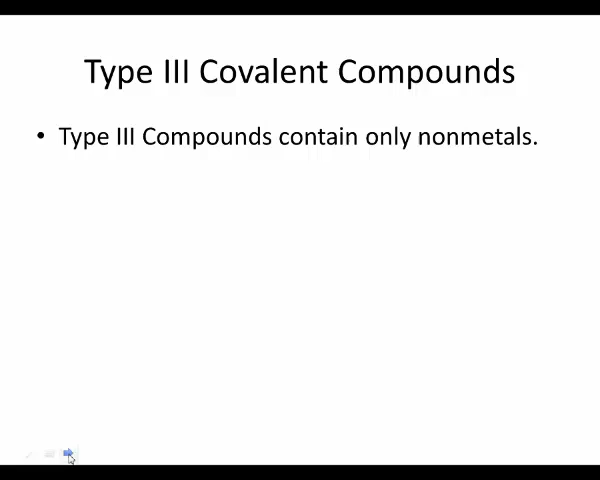 Type III Covalent Compounds
• Type III Compounds contain only nonmetals.